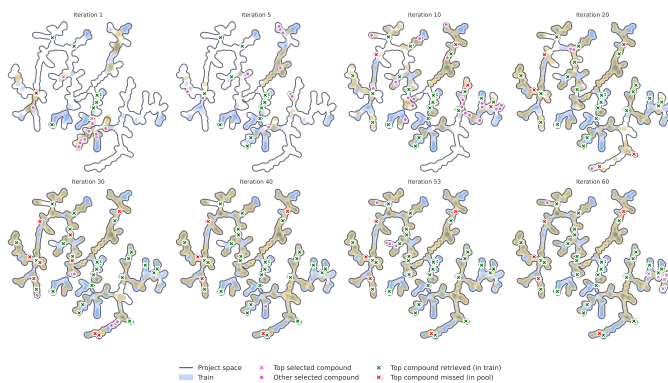 Iteration 1
Iteration 5
Iteration 10
Iteration 20
Iteration 30
Iteration 40
Iteration 53
Iteration 60
Project space
Top selected compound
Top compound retrieved (in train)
Train
Other selected compound
Top compound missed (in pool)